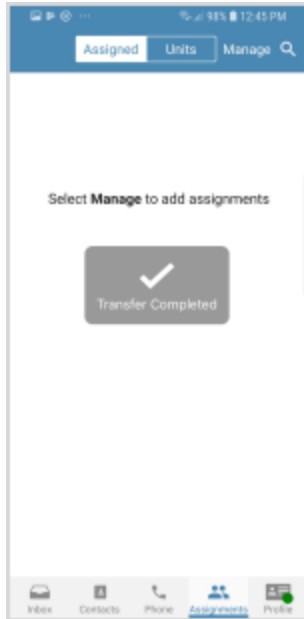 98% 12:45 PM
Assigned Units Manage
Select Manage to add assignments
Transfer Completed
Inbox Contacts Phone Assignments Profile